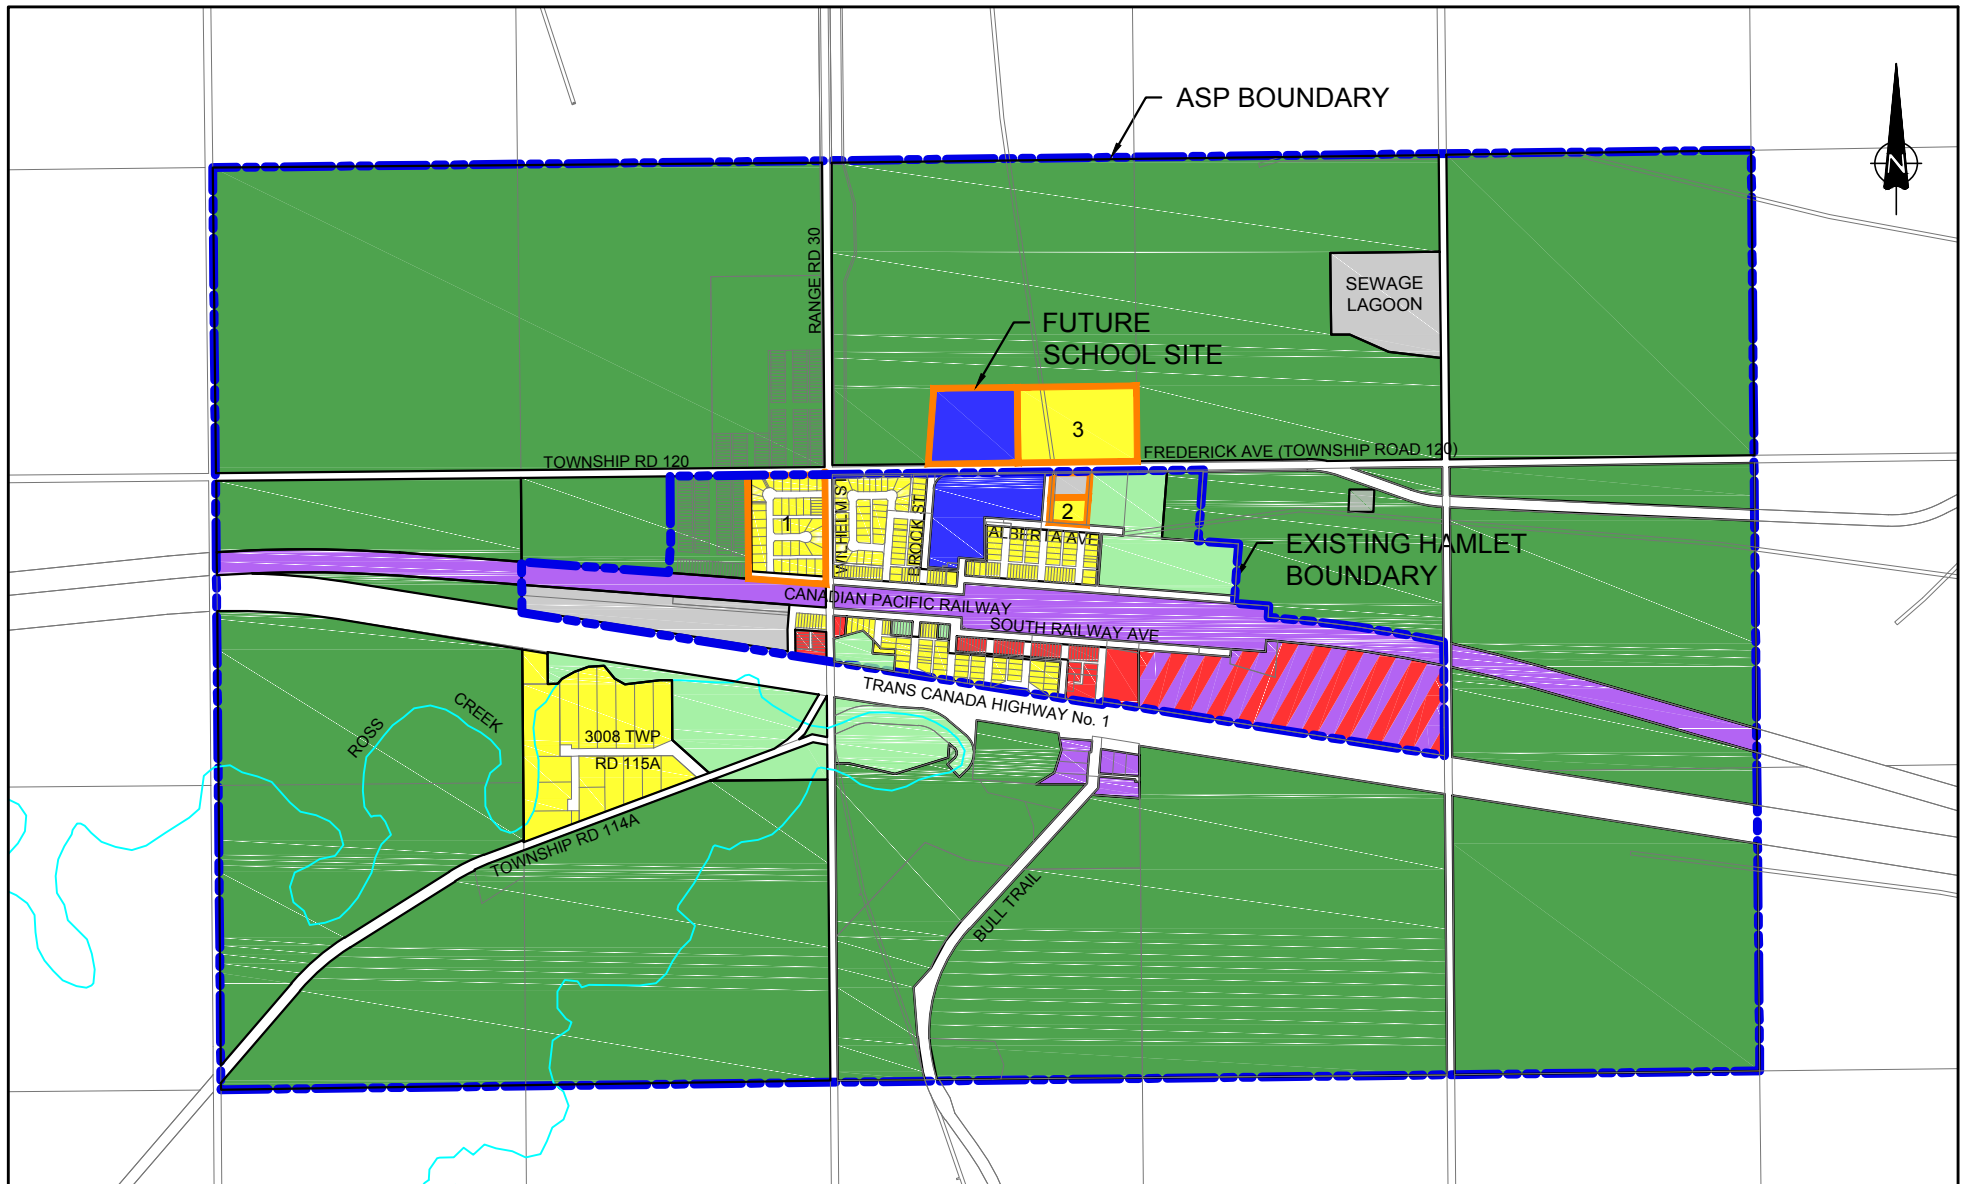 ASP BOUNDARY
N
RANGE RD 30
SEWAGE
LAGOON
FUTURE
SCHOOL SITE
3
TOWNSHIP RD 120
FREDERICK AVE (TOWNSHIP ROAD 120)
1
WILHELM ST
BROCK ST
2
ALBERTA AVE
EXISTING HAMLET
BOUNDARY
CANADIAN PACIFIC RAILWAY
SOUTH RAILWAY AVE
TRANS CANADA HIGHWAY No. 1
ROSS
CREEK
3008 TWP
RD 115A
TOWNSHIP RD 114A
BULL TRAIL